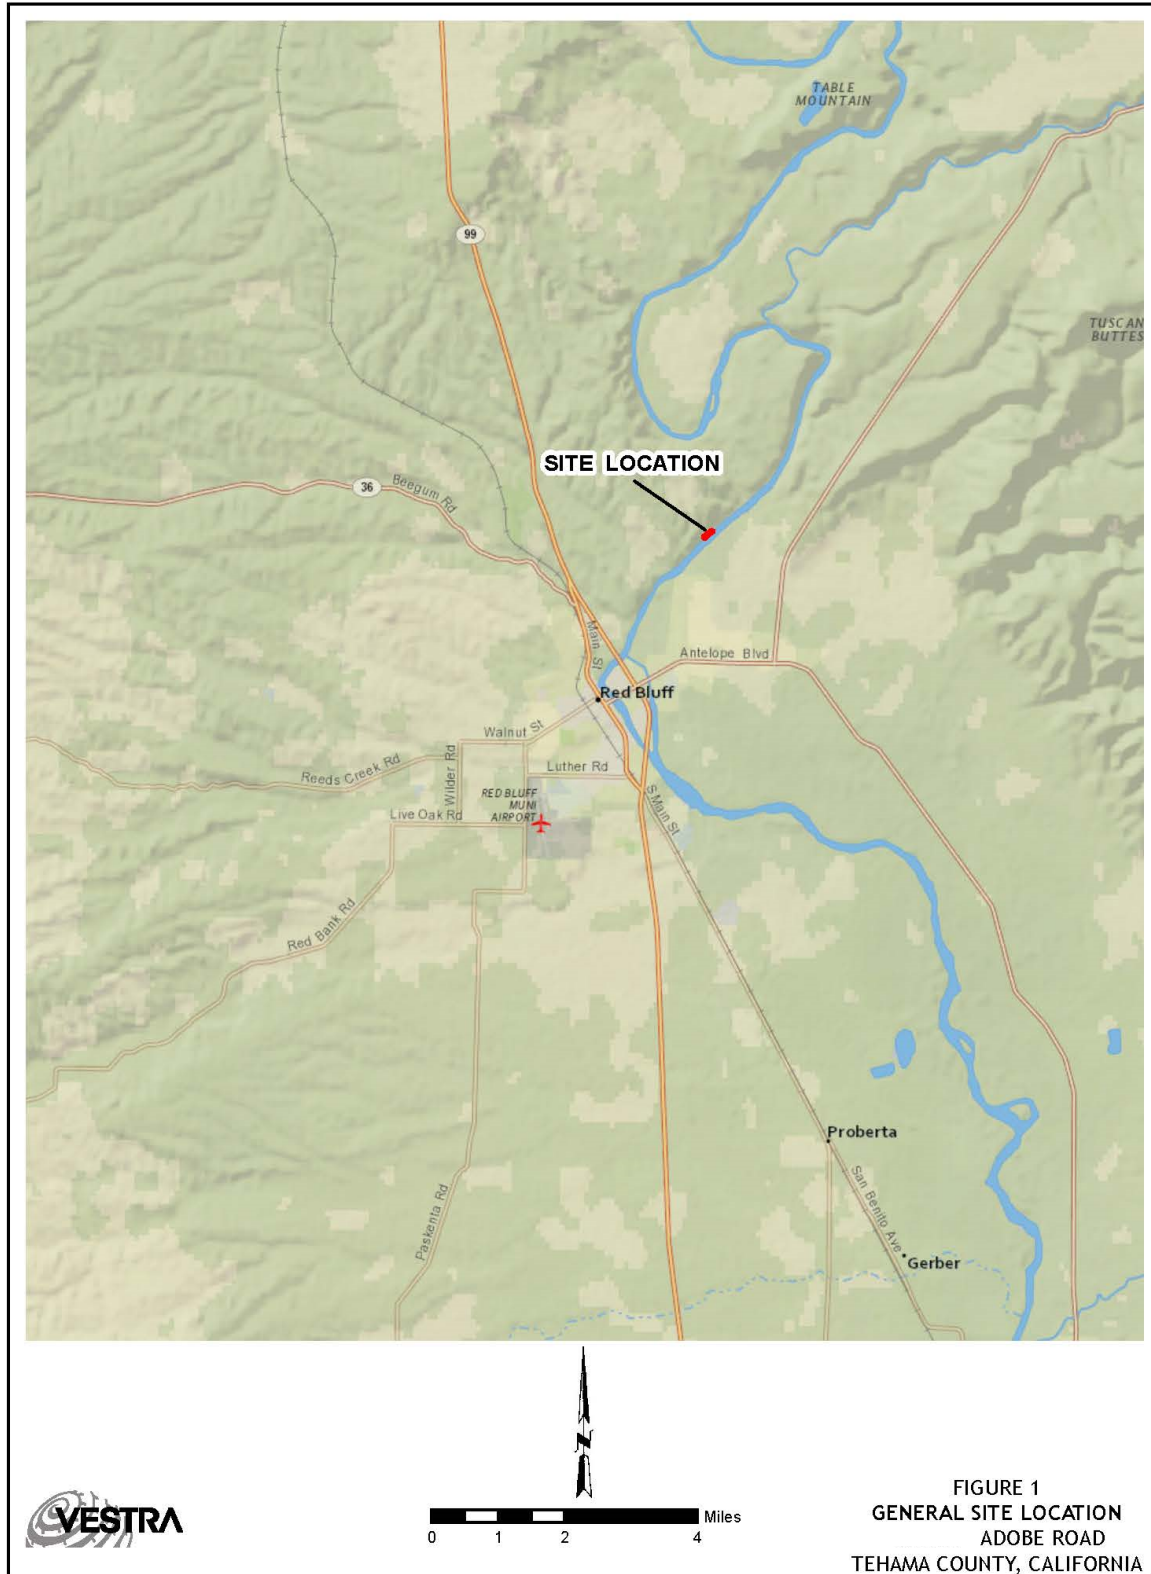 TABLE
MOUNTAIN
99
TUSCAN
BUTTES
SITE LOCATION
36
Beegum Rd
Main St
Antelope Blvd
Red Bluff
Walnut St
Reeds Creek Rd
Wilder Rd
Luther Rd
RED BLUFF
MUNI
AIRPORT
S Main St
Live Oak Rd
Red Bank Rd
Proberta
Paskenta Rd
San Benito Ave
Gerber
N
VESTRA
Miles
0 1 2 4
FIGURE 1
GENERAL SITE LOCATION
ADOBE ROAD
TEHAMA COUNTY, CALIFORNIA